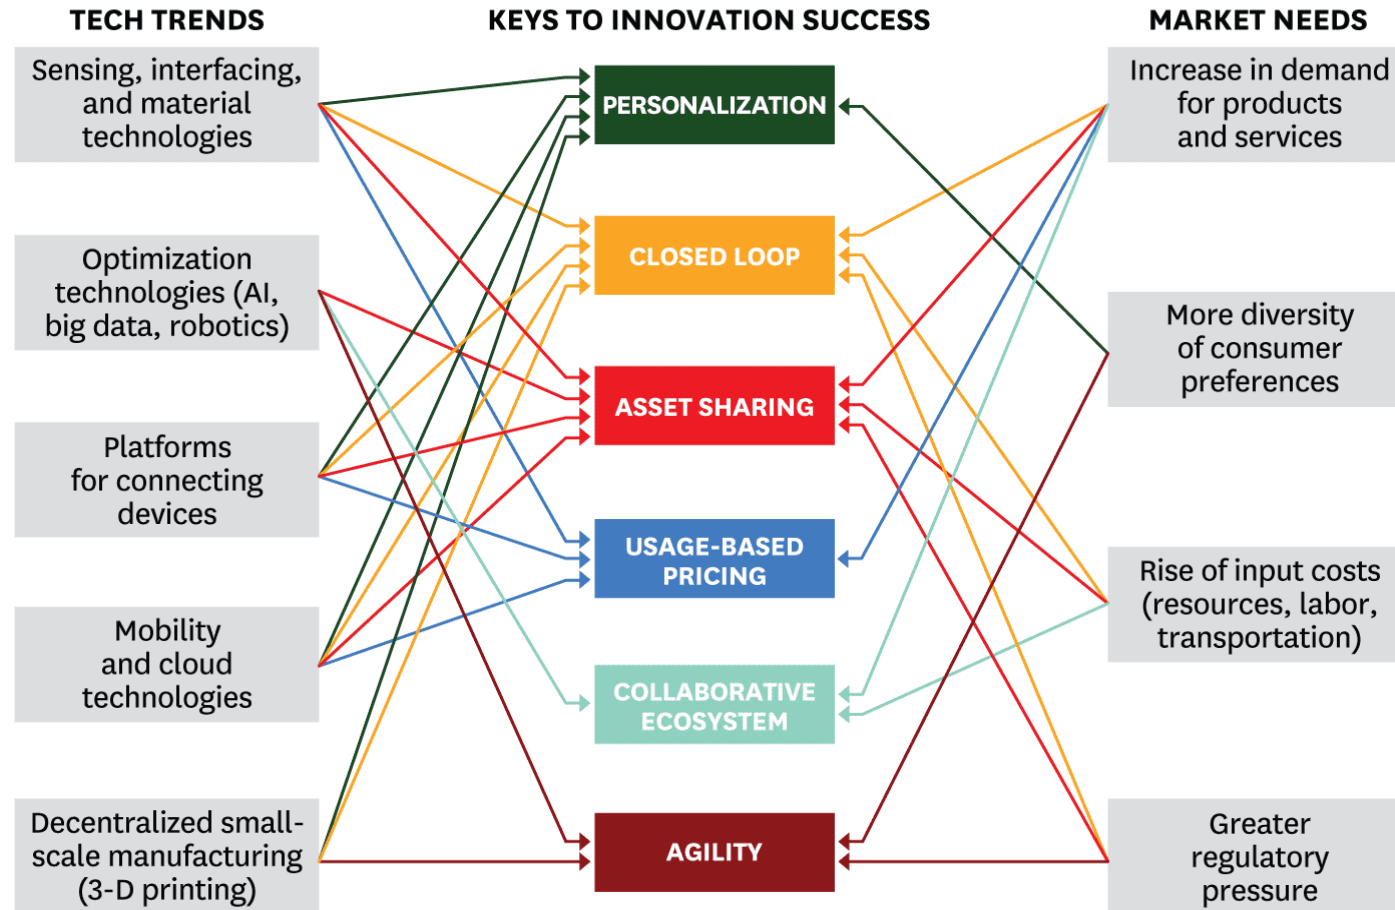 TECH TRENDS
KEYS TO INNOVATION SUCCESS
MARKET NEEDS
Sensing, interfacing,
and material
technologies
Optimization
technologies (AI,
big data, robotics)
Platforms
for connecting
devices
Mobility
and cloud
technologies
Decentralized small-
scale manufacturing
(3-D printing)
PERSONALIZATION
CLOSED LOOP
ASSET SHARING
USAGE-BASED
PRICING
COLLABORATIVE
ECOSYSTEM
AGILITY
Increase in demand
for products
and services
More diversity
of consumer
preferences
Rise of input costs
(resources, labor,
transportation)
Greater
regulatory
pressure